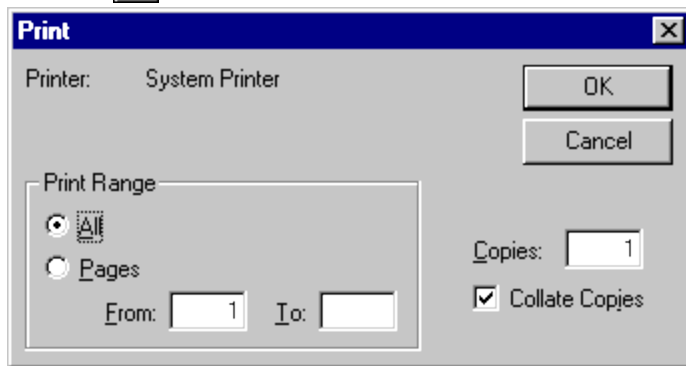 Print
Printer: System Printer
OK
Cancel
Print Range
All
Pages
From: 1 To:
Copies: 1
Collate Copies